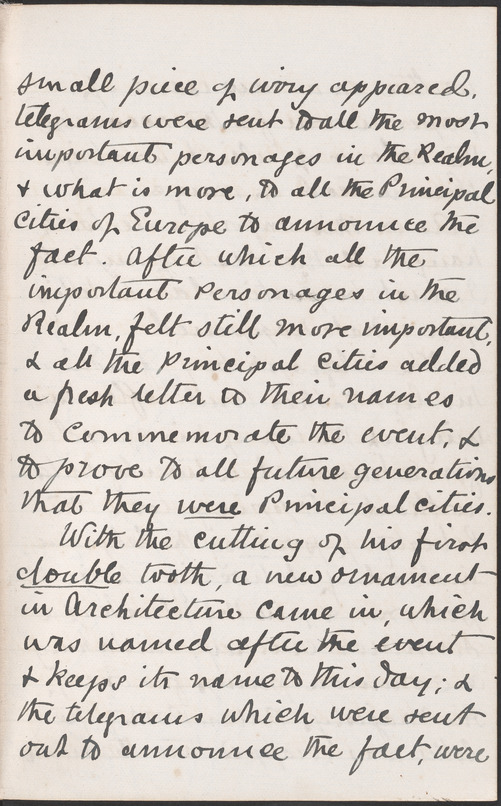 small piece of ivory appeared,
telegrams were sent to all the most
important personages in the Realm,
& what is more, to all the Principal
Cities of Europe to announce the
fact. After which all the
important Personages in the
Realm, felt still more important,
& all the Principal Cities added
a fresh letter to their names
to Commemorate the event, &
to prove to all future generations
that they were Principal cities.
With the cutting of his first
double tooth, a new ornament
in Architecture came in, which
was named after the event
& keeps its name to this day; &
the telegrams which were sent
out to announce the fact, were